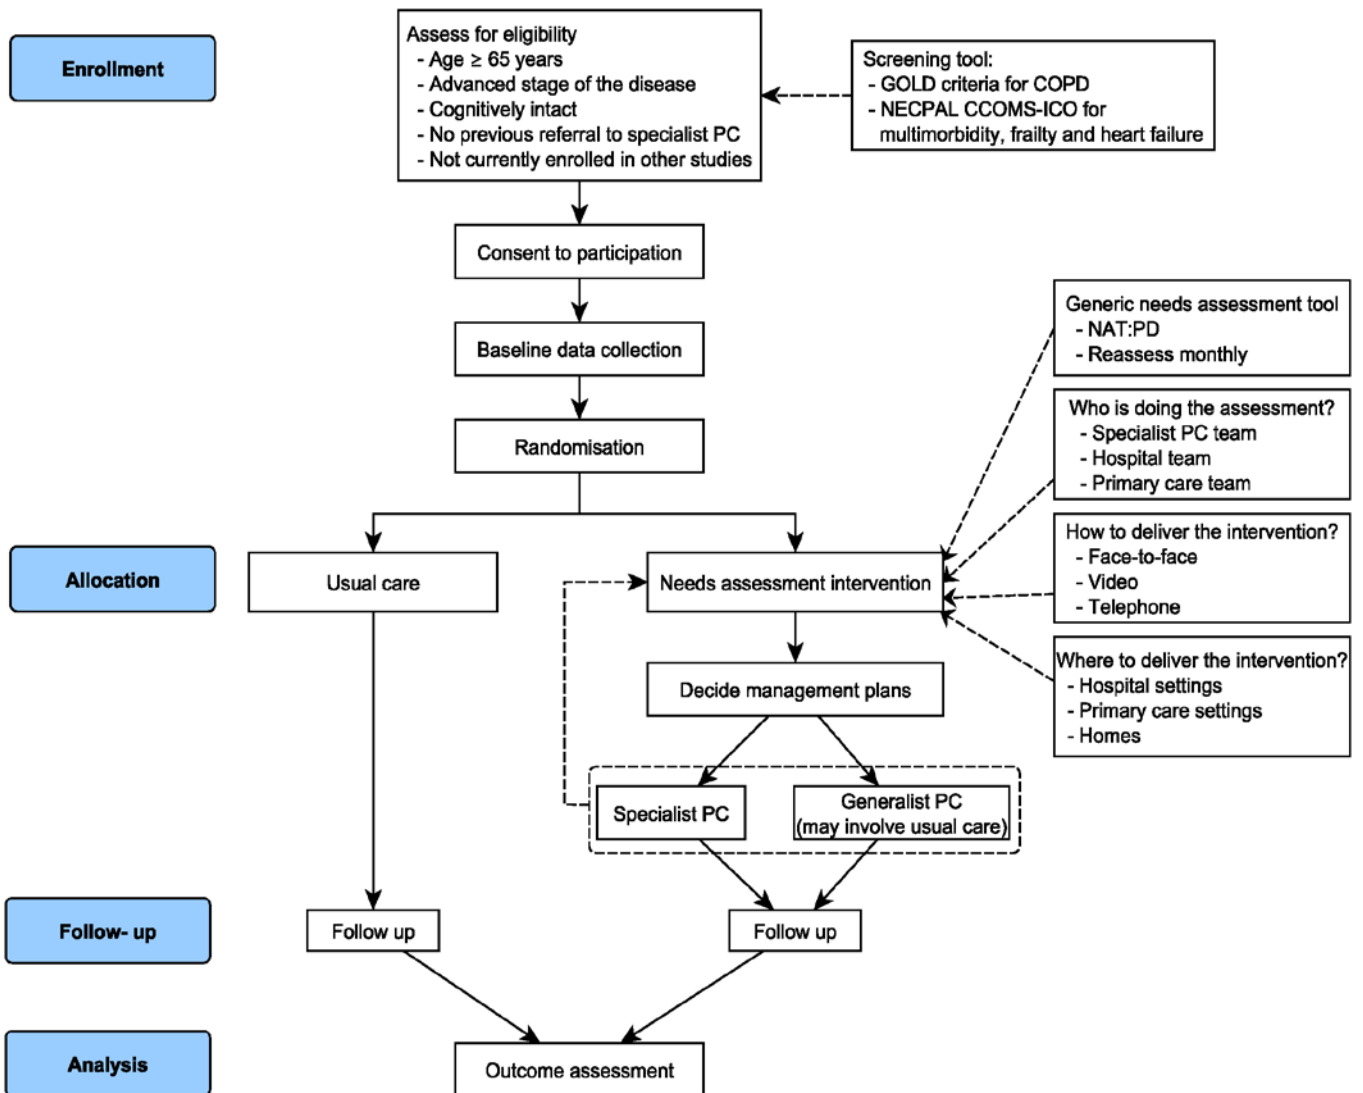 Enrollment
Assess for eligibility
- Age ≥ 65 years
- Advanced stage of the disease
- Cognitively intact
- No previous referral to specialist PC
- Not currently enrolled in other studies
Screening tool:
- GOLD criteria for COPD
- NECPAL CCOMS-ICO for
multimorbidity, frailty and heart failure
Consent to participation
Baseline data collection
Randomisation
Generic needs assessment tool
- NAT:PD
- Reassess monthly
Who is doing the assessment?
- Specialist PC team
- Hospital team
- Primary care team
How to deliver the intervention?
- Face-to-face
- Video
- Telephone
Where to deliver the intervention?
- Hospital settings
- Primary care settings
- Homes
Allocation
Usual care
Needs assessment intervention
Decide management plans
Specialist PC
Generalist PC
(may involve usual care)
Follow- up
Follow up
Follow up
Analysis
Outcome assessment